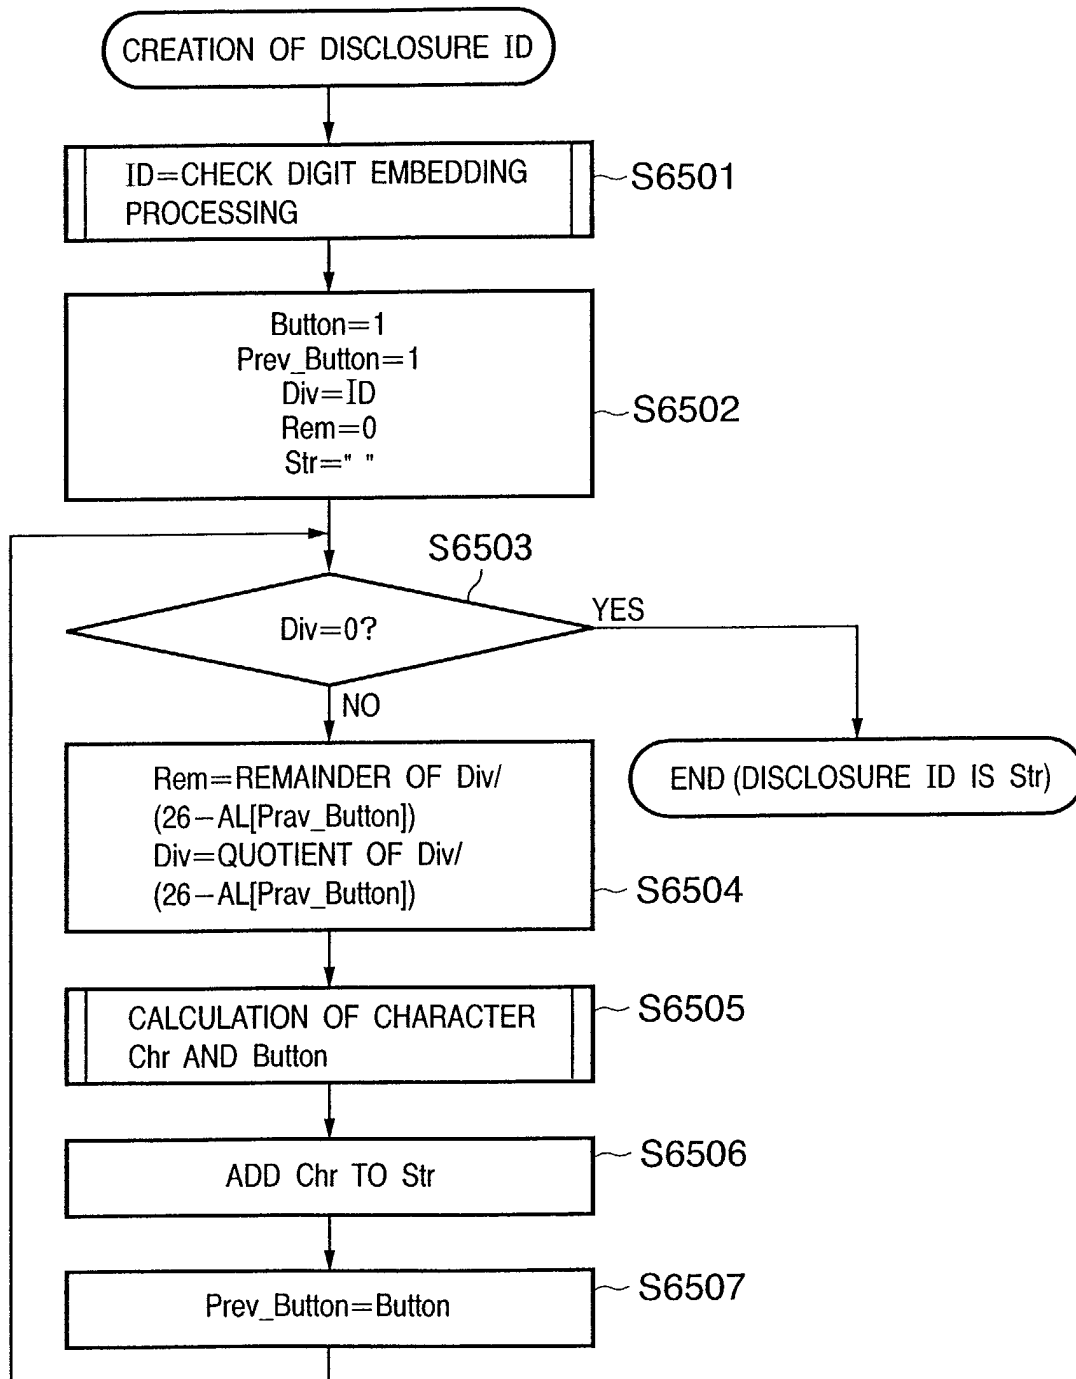 CREATION OF DISCLOSURE ID
ID=CHECK DIGIT EMBEDDING
PROCESSING
S6501
Button=1
Prev_Button=1
Div=ID
Rem=0
Str=" "
S6502
S6503
Div=0?
YES
NO
Rem=REMAINDER OF Div/
(26-AL[Prav_Button])
Div=QUOTIENT OF Div/
(26-AL[Prav_Button])
S6504
END (DISCLOSURE ID IS Str)
CALCULATION OF CHARACTER
Chr AND Button
S6505
ADD Chr TO Str
S6506
Prev_Button=Button
S6507